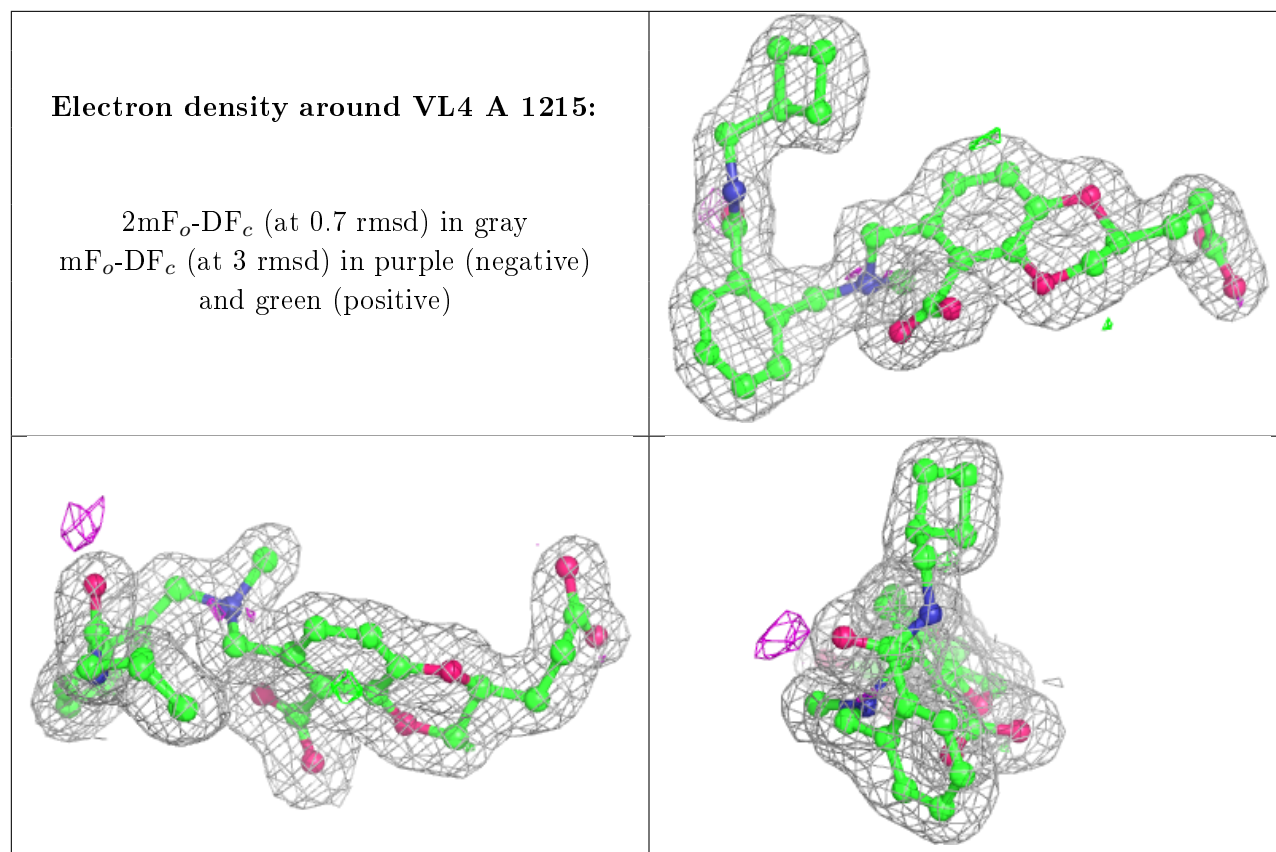 Electron density around VL4 A 1215:
2mFo-DFc (at 0.7 rmsd) in gray
mFo-DFc (at 3 rmsd) in purple (negative)
and green (positive)